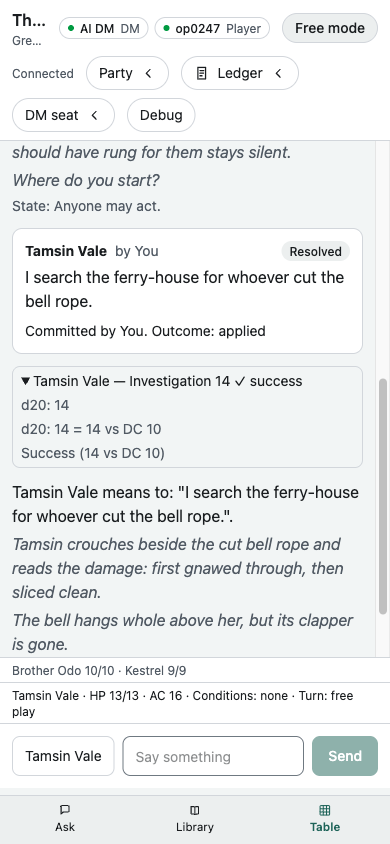 Th...
Gre...
AI DM DM
op0247 Player
Free mode
Connected
Party
Ledger
DM seat
Debug
should have rung for them stays silent.
Where do you start?
State: Anyone may act.
Tamsin Vale by You
Resolved
I search the ferry-house for whoever cut the
bell rope.
Committed by You. Outcome: applied
▼ Tamsin Vale — Investigation 14 ✓ success
d20: 14
d20: 14 = 14 vs DC 10
Success (14 vs DC 10)
Tamsin Vale means to: "I search the ferry-house
for whoever cut the bell rope.".
Tamsin crouches beside the cut bell rope and
reads the damage: first gnawed through, then
sliced clean.
The bell hangs whole above her, but its clapper
is gone.
Brother Odo 10/10 · Kestrel 9/9
Tamsin Vale · HP 13/13 · AC 16 · Conditions: none · Turn: free
play
Tamsin Vale
Say something
Send
Ask
Library
Table